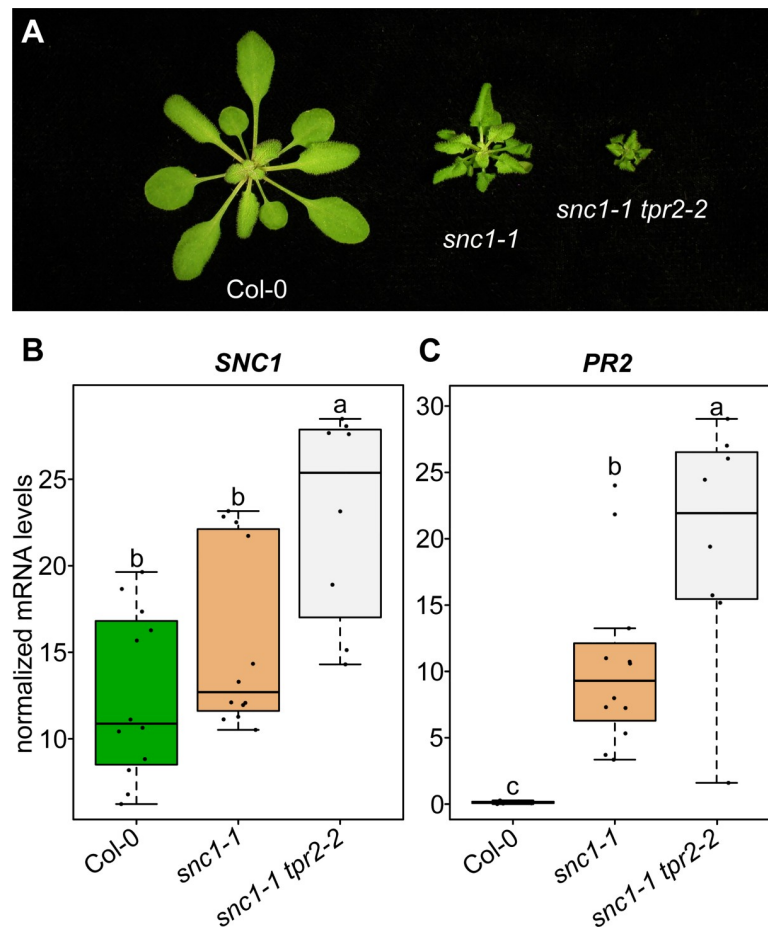 A
Col-0
snc1-1
snc1-1 tpr2-2
B
SNC1
normalized mRNA levels
25
20
15
10
b
b
a
Col-0
snc1-1
snc1-1 tpr2-2
C
PR2
30
25
20
15
10
5
0
c
b
a
Col-0
snc1-1
snc1-1 tpr2-2